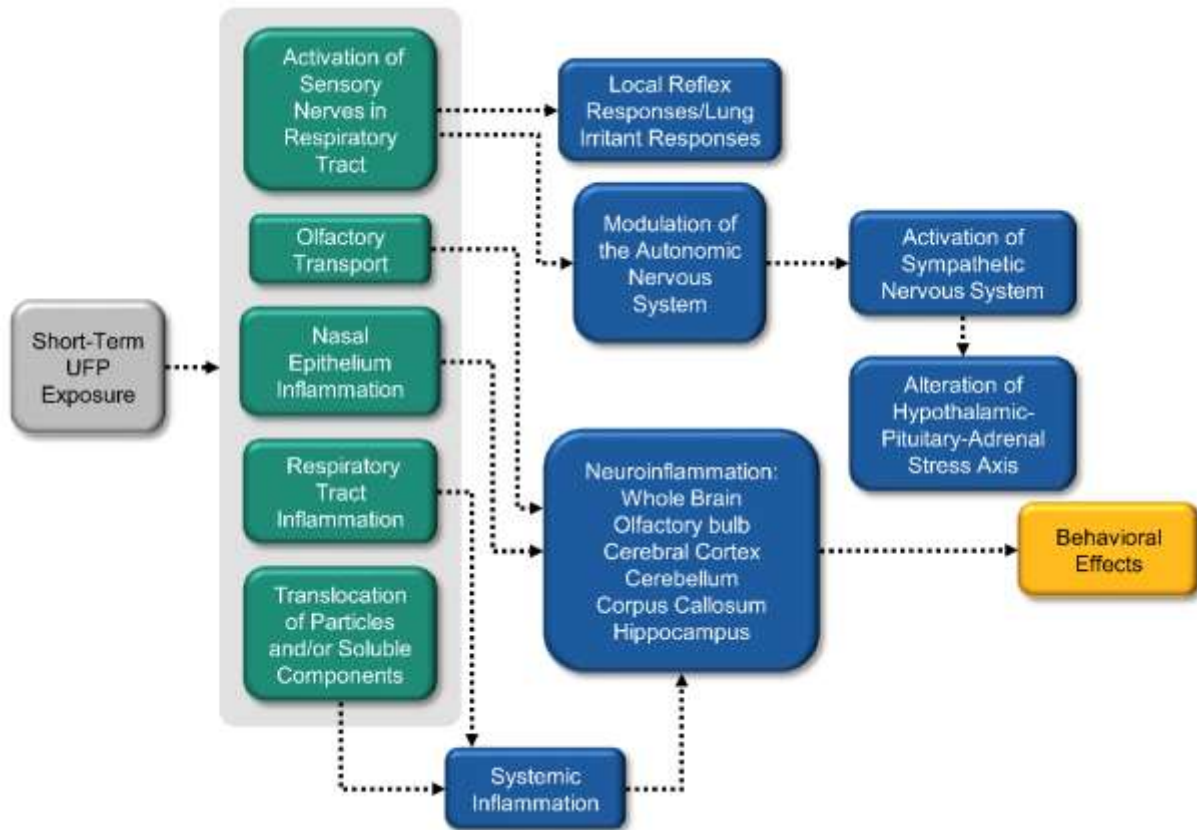 Short-Term
UFP
Exposure
Activation of
Sensory
Nerves in
Respiratory
Tract
Olfactory
Transport
Nasal
Epithelium
Inflammation
Respiratory
Tract
Inflammation
Translocation
of Particles
and/or Soluble
Components
Local Reflex
Responses/Lung
Irritant Responses
Modulation of
the Autonomic
Nervous
System
Activation of
Sympathetic
Nervous System
Alteration of
Hypothalamic-
Pituitary-Adrenal
Stress Axis
Neuroinflammation:
Whole Brain
Olfactory bulb
Cerebral Cortex
Cerebellum
Corpus Callosum
Hippocampus
Behavioral
Effects
Systemic
Inflammation